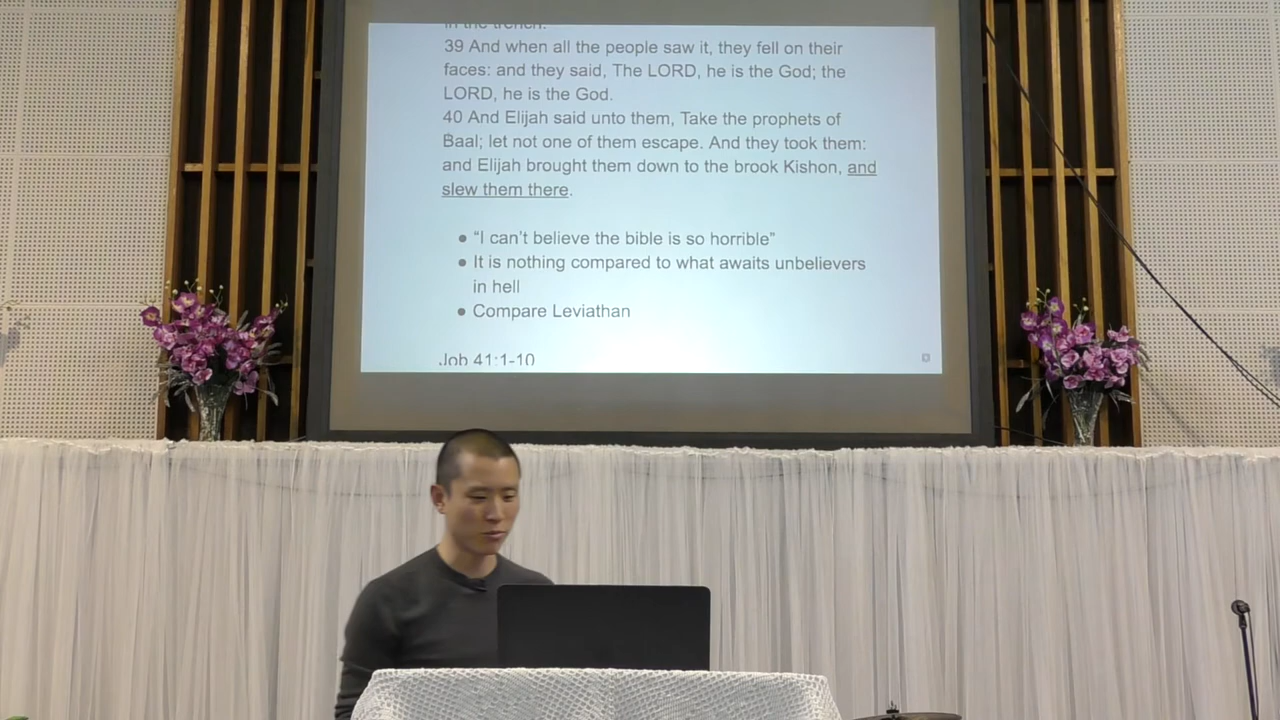 in the trench.
39 And when all the people saw it, they fell on their
faces: and they said, The LORD, he is the God; the
LORD, he is the God.
40 And Elijah said unto them, Take the prophets of
Baal; let not one of them escape. And they took them:
and Elijah brought them down to the brook Kishon, and
slew them there.
● “I can't believe the bible is so horrible”
● It is nothing compared to what awaits unbelievers
in hell
● Compare Leviathan
Job 41:1-10